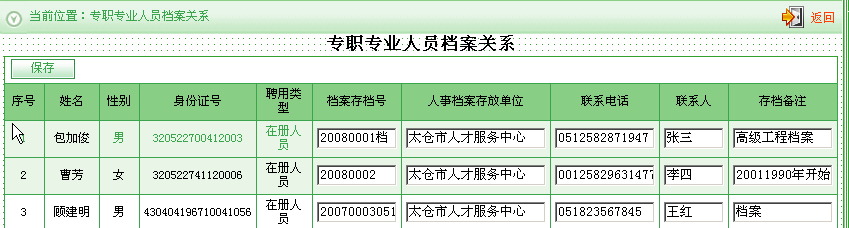 当前位置：专职专业人员档案关系 返回
专职专业人员档案关系
保存
序号 姓名 性别 身份证号 聘用类型 档案存档号 人事档案存放单位 联系电话 联系人 存档备注
包加俊 男 320522700412003 在册人员 20080001档 太仓市人才服务中心 0512582871947 张三 高级工程档案
2 曹芳 女 320522741120006 在册人员 20080002 太仓市人才服务中心 00125829631477 李四 20011990年开始
3 顾建明 男 430404196710041056 在册人员 20070003051 太仓市人才服务中心 051823567845 王红 档案